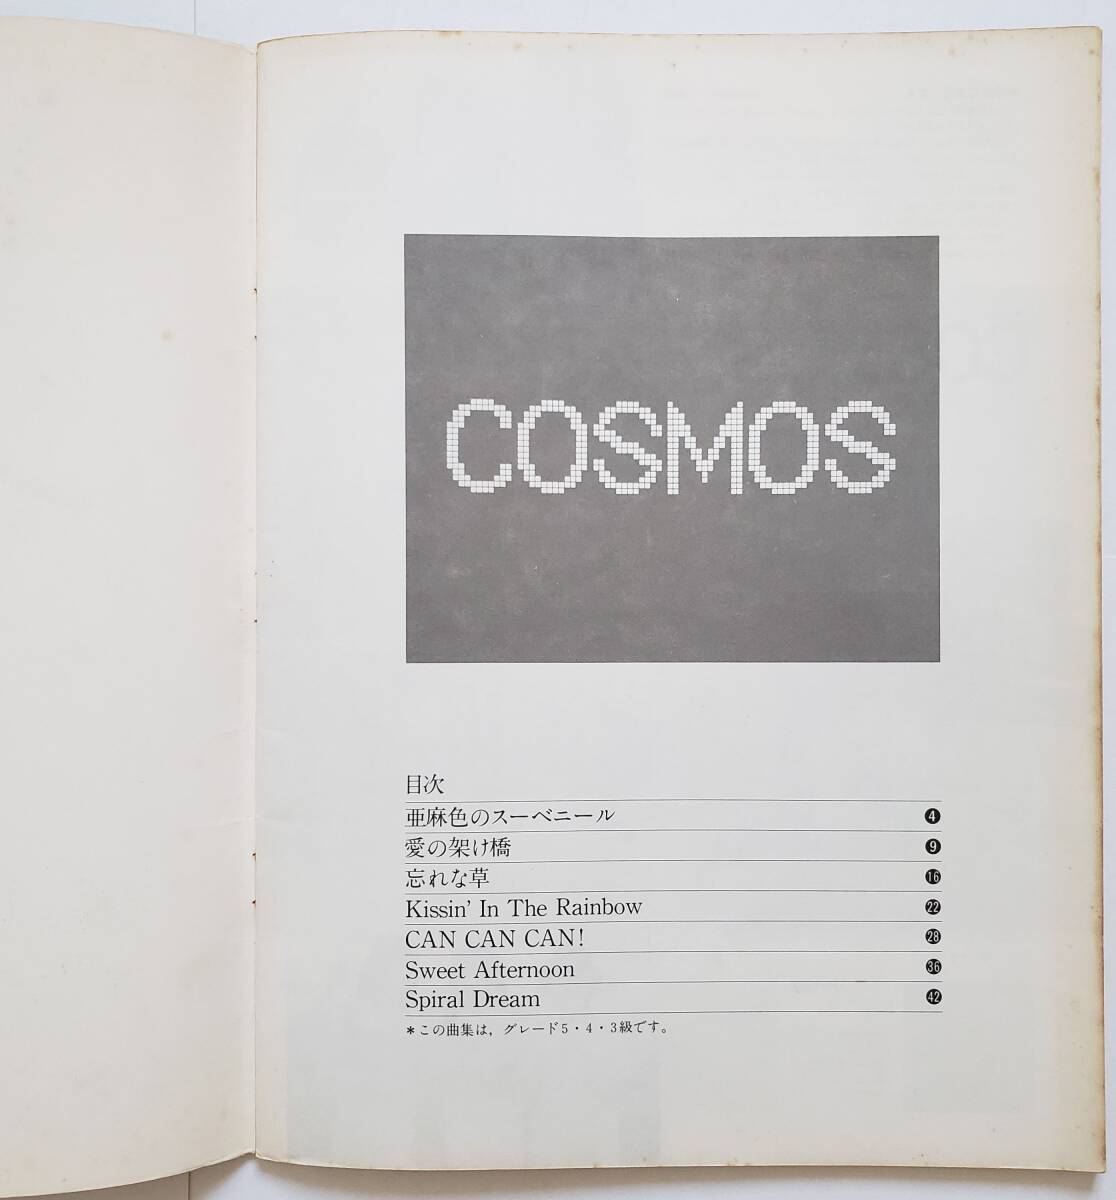 COSMOS
目次
亜麻色のスーベニール 4
愛の架け橋 9
忘れな草 16
Kissin' In The Rainbow 22
CAN CAN CAN! 28
Sweet Afternoon 36
Spiral Dream 42
*この曲集は，グレード5・4・3級です。